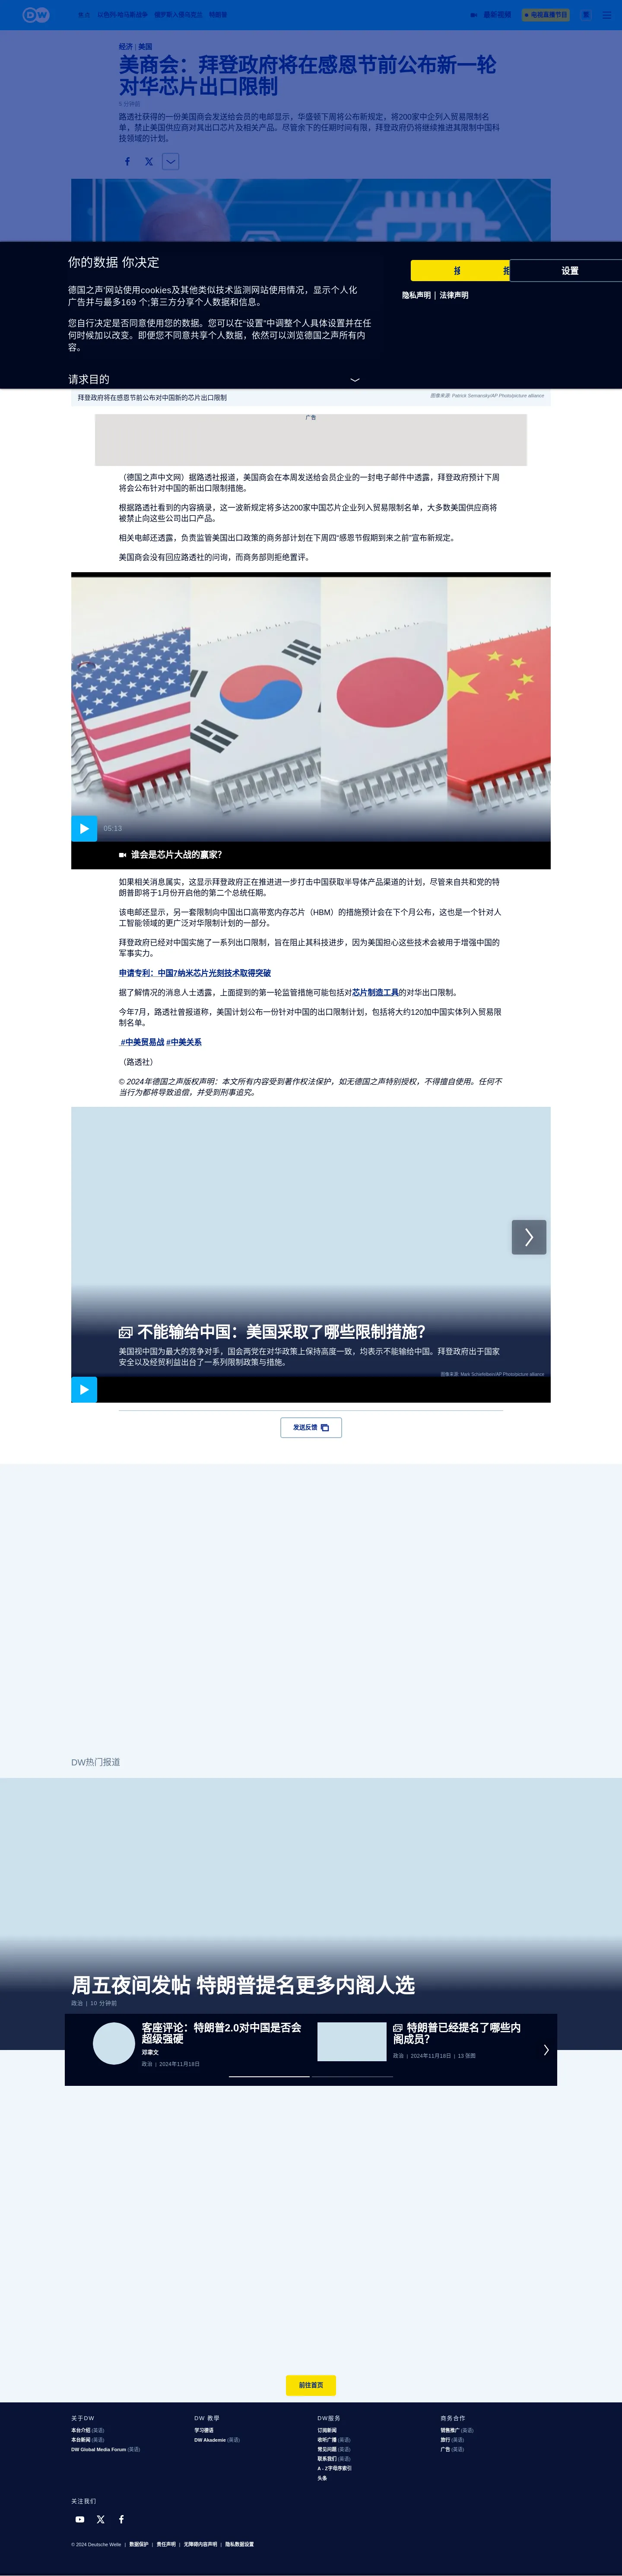 DW
焦点 以色列-哈马斯战争 俄罗斯入侵乌克兰 特朗普
最新视频
电视直播节目
繁
经济 | 美国
美商会：拜登政府将在感恩节前公布新一轮
对华芯片出口限制
5 分钟前
路透社获得的一份美国商会发送给会员的电邮显示，华盛顿下周将公布新规定，将200家中企列入贸易限制名
单，禁止美国供应商对其出口芯片及相关产品。尽管余下的任期时间有限，拜登政府仍将继续推进其限制中国科
技领域的计划。
你的数据 你决定
设置
德国之声'网站使用cookies及其他类似技术监测网站使用情况，显示个人化
广告并与最多169 个;第三方分享个人数据和信息。
隐私声明 | 法律声明
您自行决定是否同意使用您的数据。您可以在“设置”中调整个人具体设置并在任
何时候加以改变。即便您不同意共享个人数据，依然可以浏览德国之声所有内
容。
请求目的
拜登政府将在感恩节前公布对中国新的芯片出口限制
图像来源: Patrick Semansky/AP Photo/picture alliance
广告
（德国之声中文网）据路透社报道，美国商会在本周发送给会员企业的一封电子邮件中透露，拜登政府预计下周
将会公布针对中国的新出口限制措施。
根据路透社看到的内容摘录，这一波新规定将多达200家中国芯片企业列入贸易限制名单，大多数美国供应商将
被禁止向这些公司出口产品。
相关电邮还透露，负责监管美国出口政策的商务部计划在下周四“感恩节假期到来之前”宣布新规定。
美国商会没有回应路透社的问询，而商务部则拒绝置评。
05:13
谁会是芯片大战的赢家?
如果相关消息属实，这显示拜登政府正在推进进一步打击中国获取半导体产品渠道的计划，尽管来自共和党的特
朗普即将于1月份开启他的第二个总统任期。
该电邮还显示，另一套限制向中国出口高带宽内存芯片（HBM）的措施预计会在下个月公布，这也是一个针对人
工智能领域的更广泛对华限制计划的一部分。
拜登政府已经对中国实施了一系列出口限制，旨在阻止其科技进步，因为美国担心这些技术会被用于增强中国的
军事实力。
申请专利：中国7纳米芯片光刻技术取得突破
据了解情况的消息人士透露，上面提到的第一轮监管措施可能包括对芯片制造工具的对华出口限制。
今年7月，路透社曾报道称，美国计划公布一份针对中国的出口限制计划，包括将大约120加中国实体列入贸易限
制名单。
#中美贸易战 #中美关系
（路透社）
© 2024年德国之声版权声明：本文所有内容受到著作权法保护，如无德国之声特别授权，不得擅自使用。任何不
当行为都将导致追偿，并受到刑事追究。
不能输给中国：美国采取了哪些限制措施?
美国视中国为最大的竞争对手，国会两党在对华政策上保持高度一致，均表示不能输给中国。拜登政府出于国家
安全以及经贸利益出台了一系列限制政策与措施。
图像来源: Mark Schiefelbein/AP Photo/picture alliance
发送反馈
DW热门报道
周五夜间发帖 特朗普提名更多内阁人选
政治 | 10 分钟前
客座评论：特朗普2.0对中国是否会
超级强硬
邓聿文
政治 | 2024年11月18日
特朗普已经提名了哪些内
阁成员?
政治 | 2024年11月18日 | 13 张图
前往首页
关于DW
本台介绍 (英语)
本台新闻 (英语)
DW Global Media Forum (英语)
DW 教學
学习德语
DW Akademie (英语)
DW服务
订阅新闻
收听广播 (英语)
常见问题 (英语)
联系我们 (英语)
A - Z字母序索引
头条
商务合作
销售推广 (英语)
旅行 (英语)
广告 (英语)
关注我们
© 2024 Deutsche Welle | 数据保护 | 责任声明 | 无障碍内容声明 | 隐私数据设置